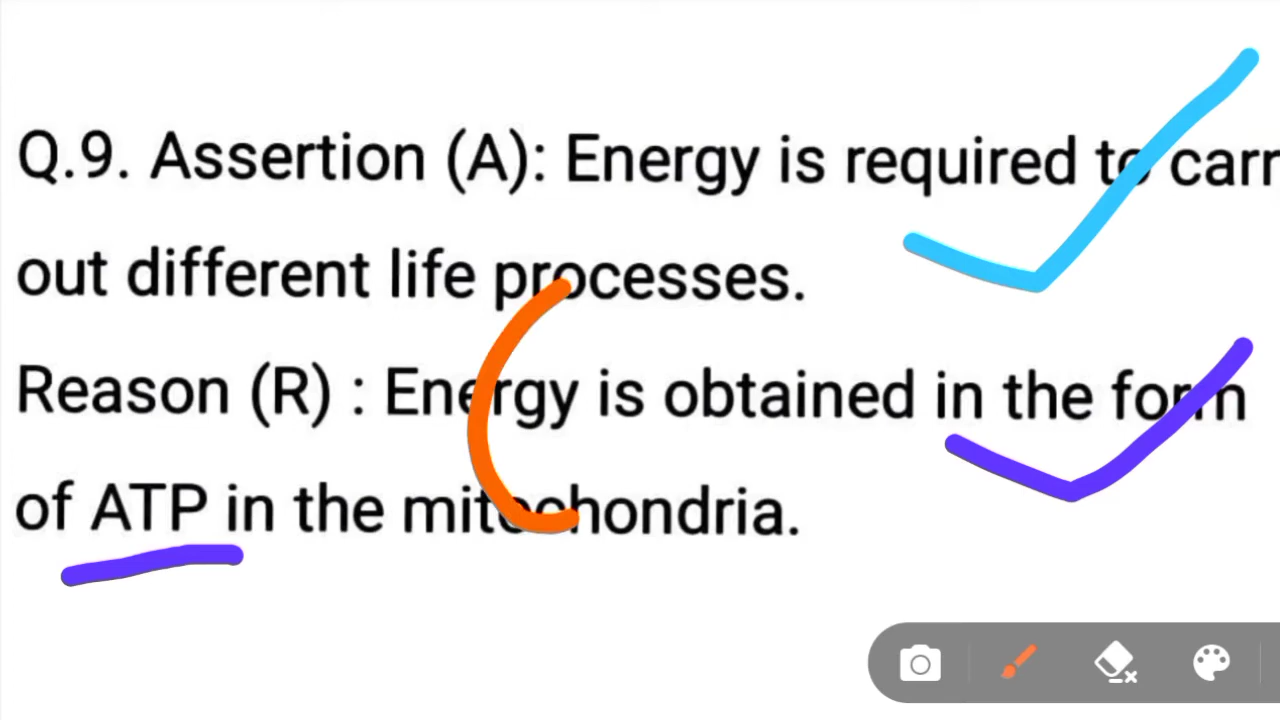 Q.9. Assertion (A): Energy is required to carr
out different life processes.
Reason (R) : Energy is obtained in the form
of ATP in the mitochondria.